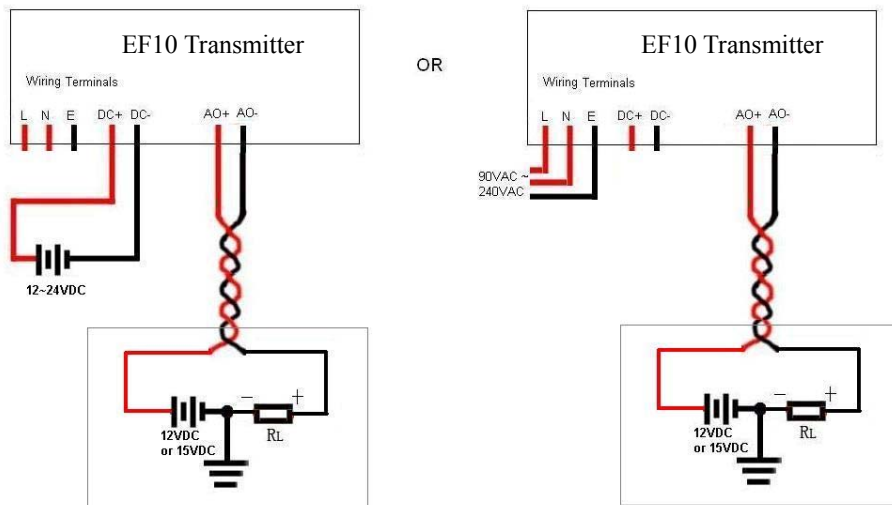 EF10 Transmitter
Wiring Terminals
L N E DC+ DC- AO+ AO-
12~24VDC
− +
12VDC
or 15VDC
RL
OR
EF10 Transmitter
Wiring Terminals
L N E DC+ DC- AO+ AO-
90VAC ~
240VAC
− +
12VDC
or 15VDC
RL